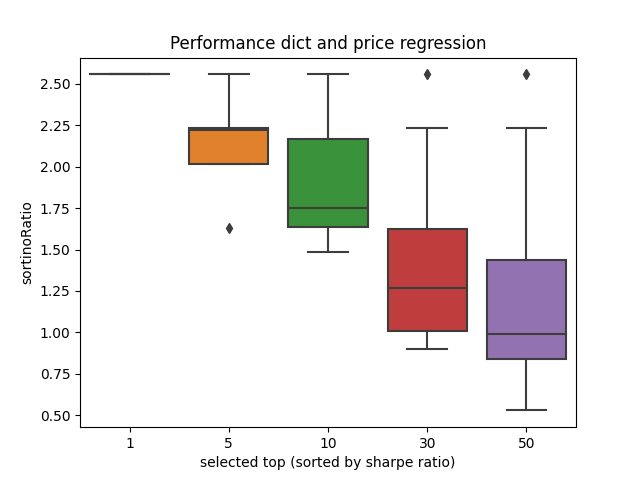 Performance dict and price regression
sortinoRatio
2.50
2.25
2.00
1.75
1.50
1.25
1.00
0.75
0.50
1 5 10 30 50
selected top (sorted by sharpe ratio)